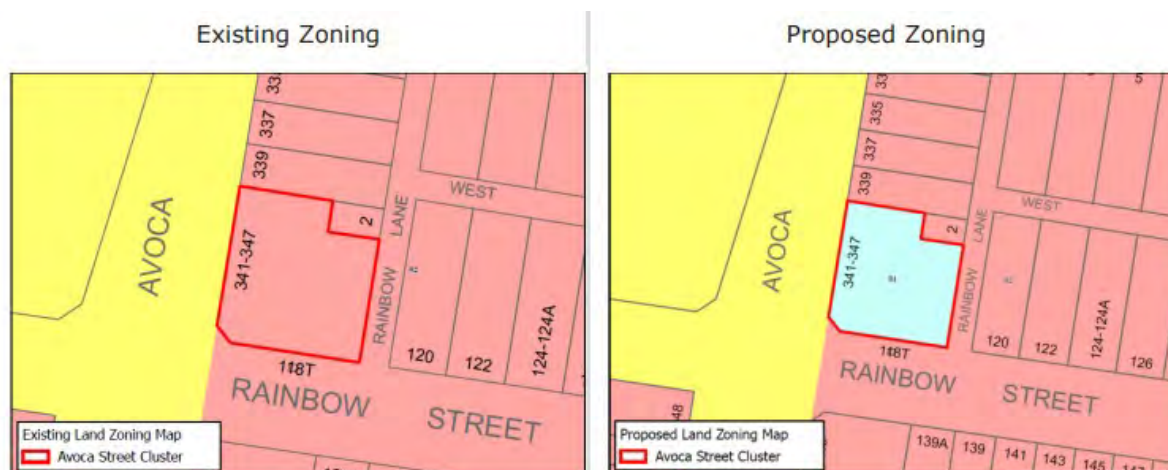 Existing Zoning
33
337
339
AVOCA
341-347
2
WEST
LANE
RAINBOW
120
122
124-124A
118T
RAINBOW
STREET
Existing Land Zoning Map
Avoca Street Cluster
Proposed Zoning
33
335
337
339
5
AVOCA
341-347
2
WEST
LANE
RAINBOW
120
122
124-124A
126
118T
RAINBOW
STREET
48
139A
139
141
143
145
147
Proposed Land Zoning Map
Avoca Street Cluster